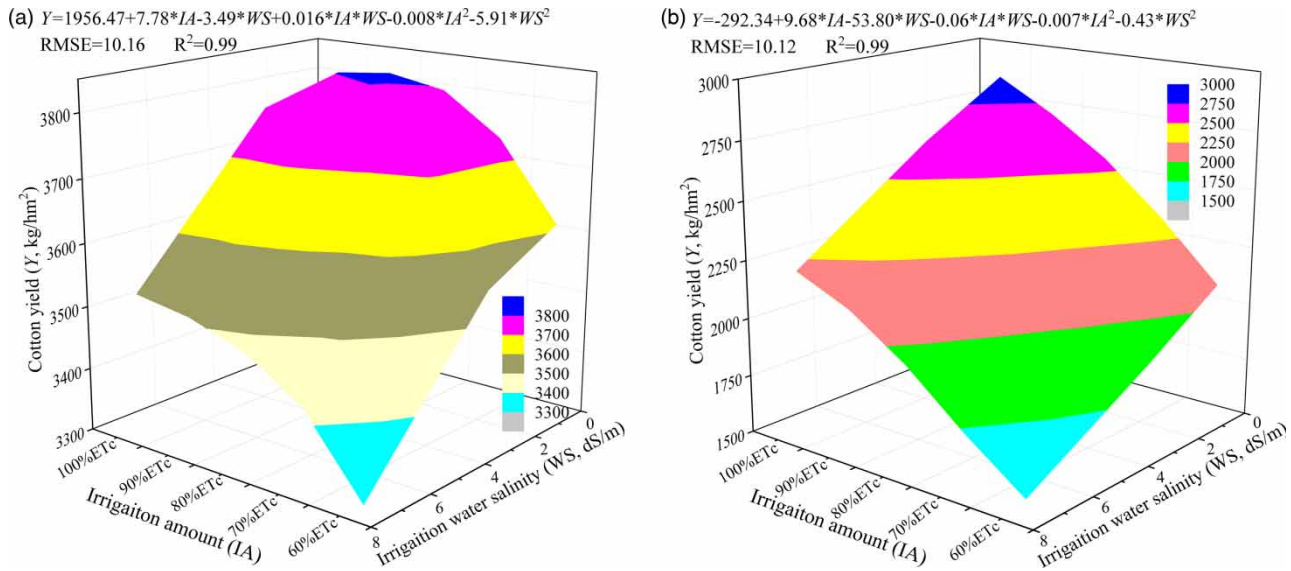 (a) Y=1956.47+7.78*IA-3.49*WS+0.016*IA*WS-0.008*IA²-5.91*WS²
RMSE=10.16 R²=0.99
3800
3700
3600
3500
3400
3300
Cotton yield (Y, kg/hm²)
100%ETc
90%ETc
80%ETc
70%ETc
60%ETc
Irrigaiton amount (IA)
8
6
4
2
0
Irrigaition water salinity (WS, dS/m)
3800
3700
3600
3500
3400
3300
(b) Y=-292.34+9.68*IA-53.80*WS-0.06*IA*WS-0.007*IA²-0.43*WS²
RMSE=10.12 R²=0.99
3000
2750
2500
2250
2000
1750
1500
Cotton yield (Y, kg/hm²)
100%ETc
90%ETc
80%ETc
70%ETc
60%ETc
Irrigaiton amount (IA)
8
6
4
2
0
Irrigaition water salinity (WS, dS/m)
3000
2750
2500
2250
2000
1750
1500